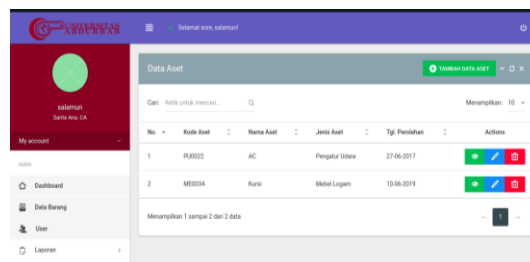 UNIVERSITAS
ABDURRAB
Selamat sore, salamun!
salamun
Santa Ana, CA
My account
MAIN
Dashboard
Data Barang
User
Laporan
Data Aset
TAMBAH DATA ASET
Cari: Ketik untuk mencari...
Menampilkan: 10
No. Kode Aset Nama Aset Jenis Aset Tgl. Perolehan Actions
1 PU0022 AC Pengatur Udara 27-06-2017
2 ME0034 Kursi Mebel Logam 10-06-2019
Menampilkan 1 sampai 2 dari 2 data
1